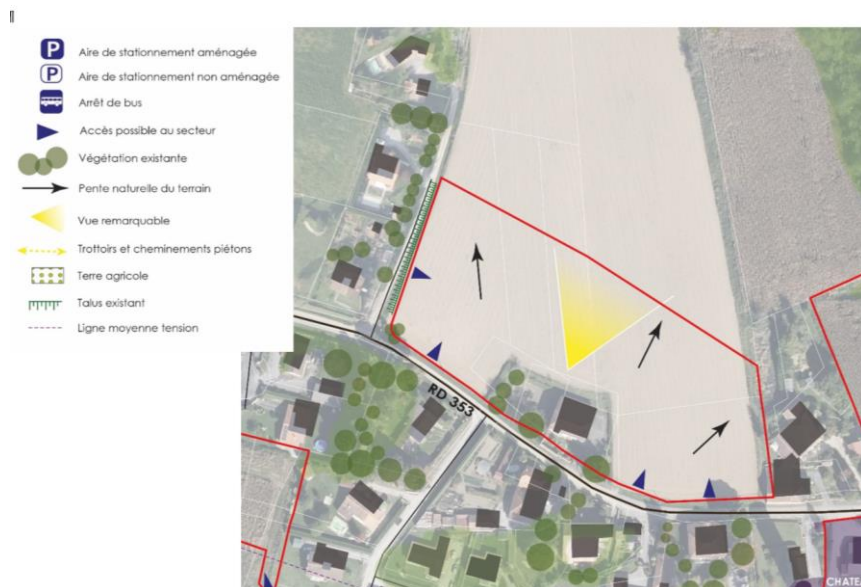 P Aire de stationnement aménagée
P Aire de stationnement non aménagée
Arrêt de bus
Accès possible au secteur
Végétation existante
Pente naturelle du terrain
Vue remarquable
Trottoirs et cheminements piétons
Terre agricole
Talus existant
Ligne moyenne tension
RD 353
CHATE